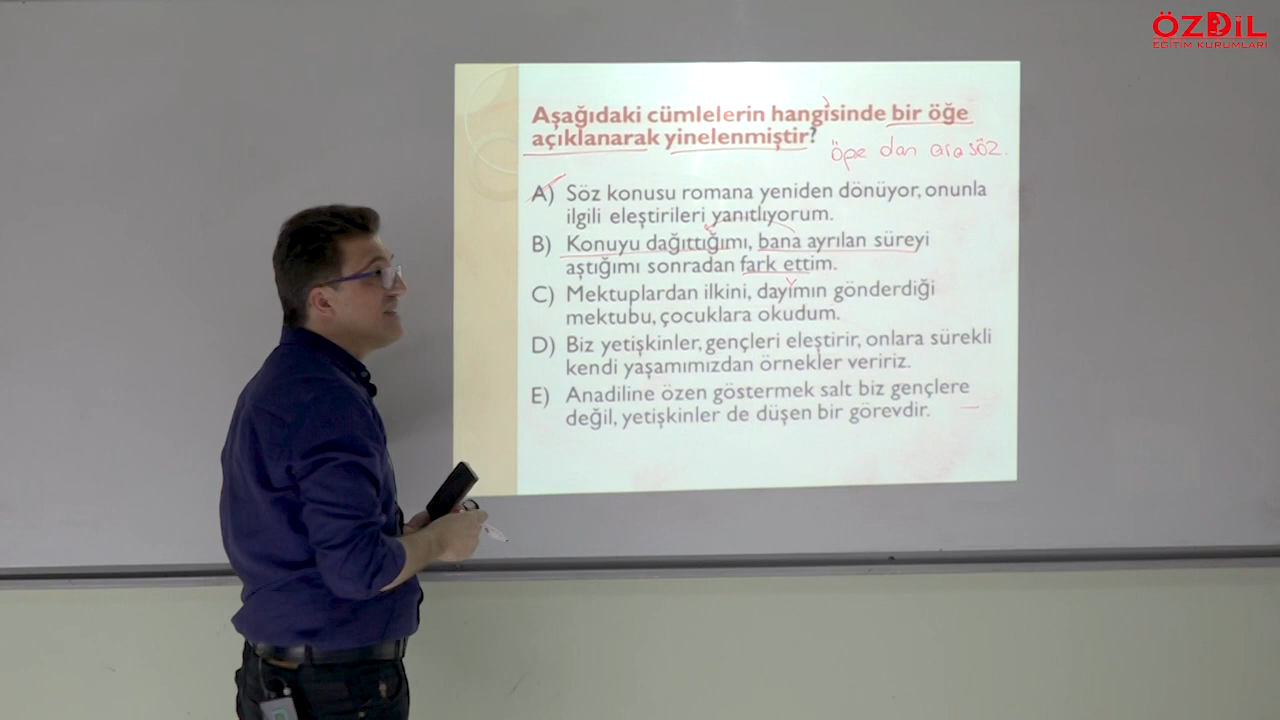 ÖZDİL
EĞİTİM KURUMLARI
Aşağıdaki cümlelerin hangisinde bir öğe
açıklanarak yinelenmiştir?
öğe dan ara söz.
A) Söz konusu romana yeniden dönüyor, onunla
ilgili eleştirileri yanıtlıyorum.
B) Konuyu dağıttığımı, bana ayrılan süreyi
aştığımı sonradan fark ettim.
C) Mektuplardan ilkini, dayımın gönderdiği
mektubu, çocuklara okudum.
D) Biz yetişkinler, gençleri eleştirir, onlara sürekli
kendi yaşamımızdan örnekler veririz.
E) Anadiline özen göstermek salt biz gençlere
değil, yetişkinler de düşen bir görevdir.